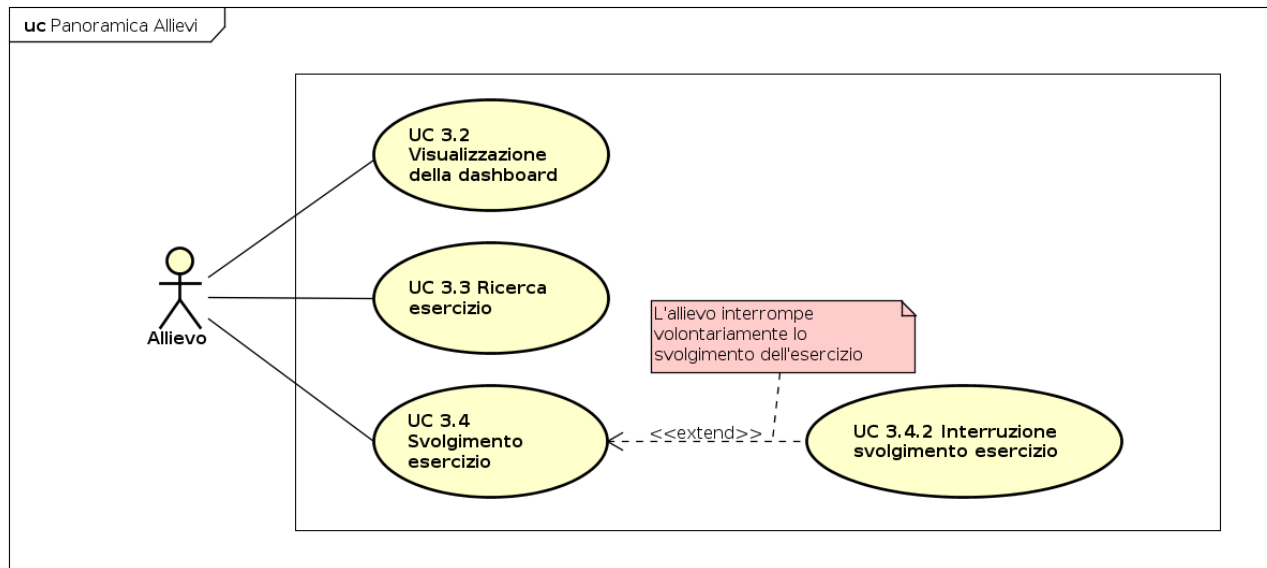 uc Panoramica Allievi
UC 3.2
Visualizzazione
della dashboard
UC 3.3 Ricerca
esercizio
L'allievo interrompe
volontariamente lo
svolgimento dell'esercizio
Allievo
UC 3.4
Svolgimento
esercizio
<<extend>>
UC 3.4.2 Interruzione
svolgimento esercizio